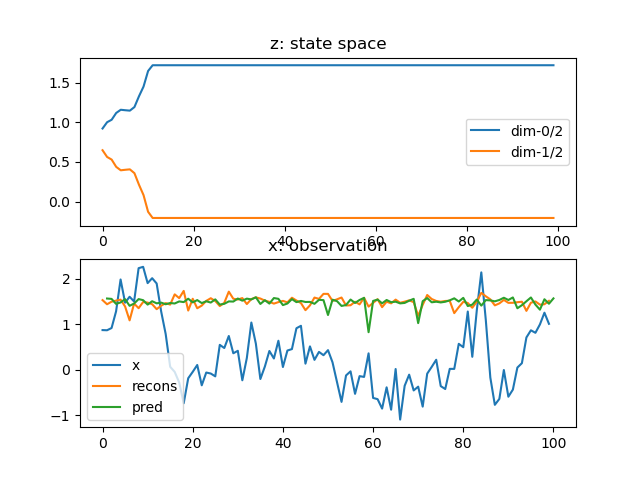 z: state space
1.5
1.0
0.5
0.0
dim-0/2
dim-1/2
0 20 40 60 80 100
x: observation
2
1
0
−1
x
recons
pred
0 20 40 60 80 100